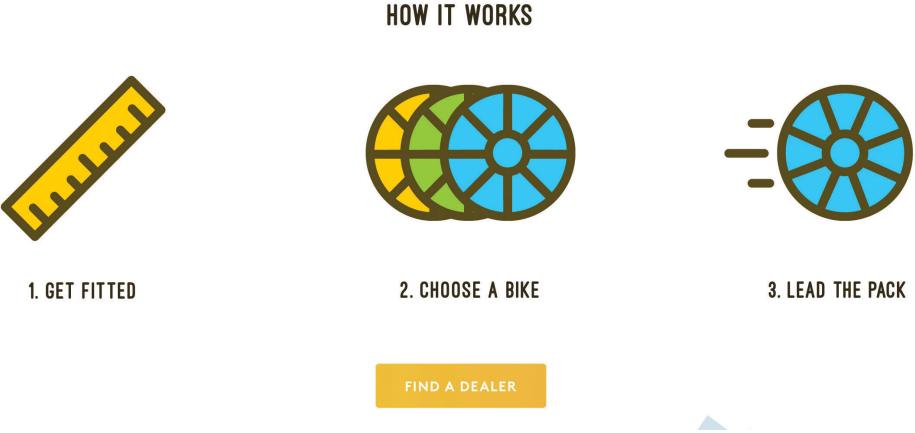 HOW IT WORKS
1. GET FITTED
2. CHOOSE A BIKE
3. LEAD THE PACK
FIND A DEALER